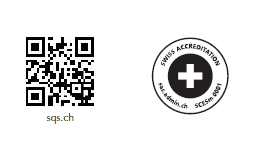 SWISS ACCREDITATION
sas.admin.ch SCESm 0001
sqs.ch